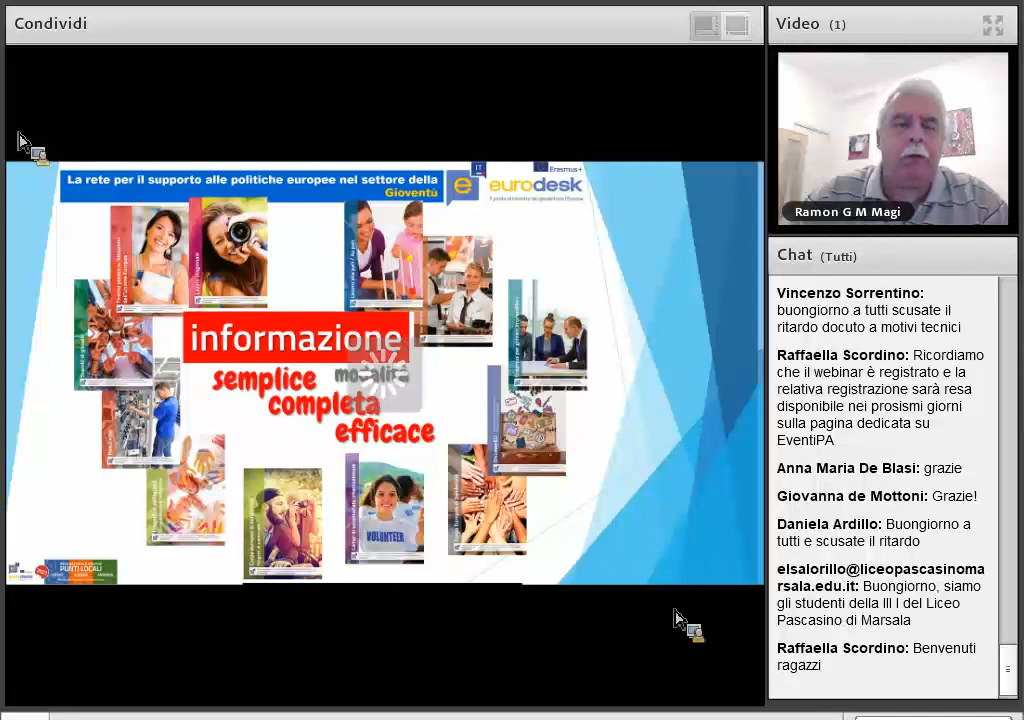 Condividi
La rete per il supporto alle politiche europee nel settore della
Gioventù
IT
Erasmus+
e eurodesk
informazione
semplice
completa
efficace
VOLUNTEER
PUNTI LOCALI
Video (1)
Ramon G M Magi
Chat (Tutti)
Vincenzo Sorrentino:
buongiorno a tutti scusate il
ritardo docuto a motivi tecnici
Raffaella Scordino: Ricordiamo
che il webinar è registrato e la
relativa registrazione sarà resa
disponibile nei prosismi giorni
sulla pagina dedicata su
EventiPA
Anna Maria De Blasi: grazie
Giovanna de Mottoni: Grazie!
Daniela Ardillo: Buongiorno a
tutti e scusate il ritardo
elsalorillo@liceopascasinoma
rsala.edu.it: Buongiorno, siamo
gli studenti della III I del Liceo
Pascasino di Marsala
Raffaella Scordino: Benvenuti
ragazzi